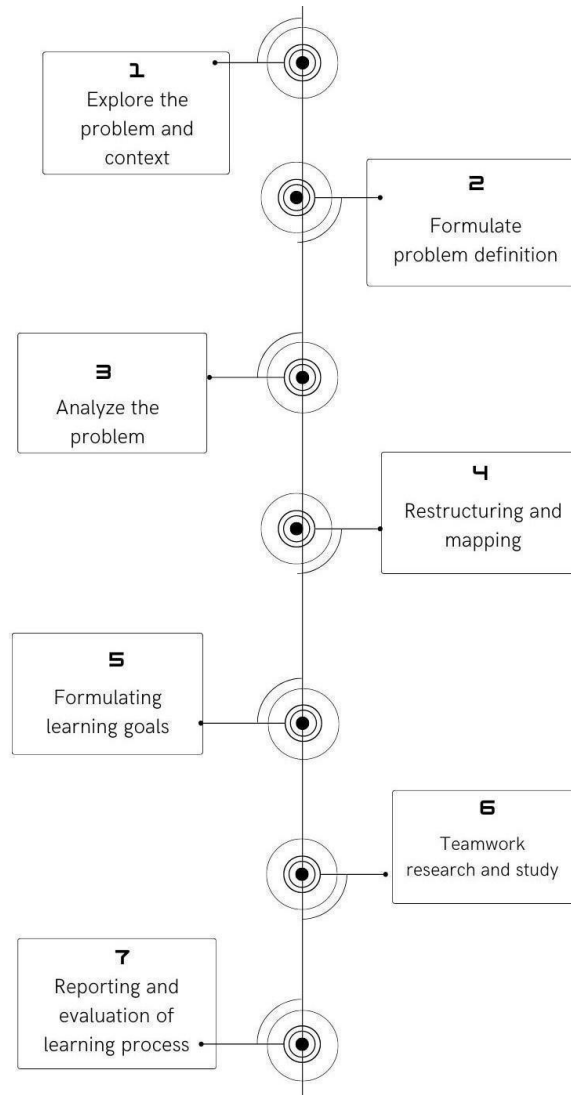 1
Explore the
problem and
context
2
Formulate
problem definition
3
Analyze the
problem
4
Restructuring and
mapping
5
Formulating
learning goals
6
Teamwork
research and study
7
Reporting and
evaluation of
learning process